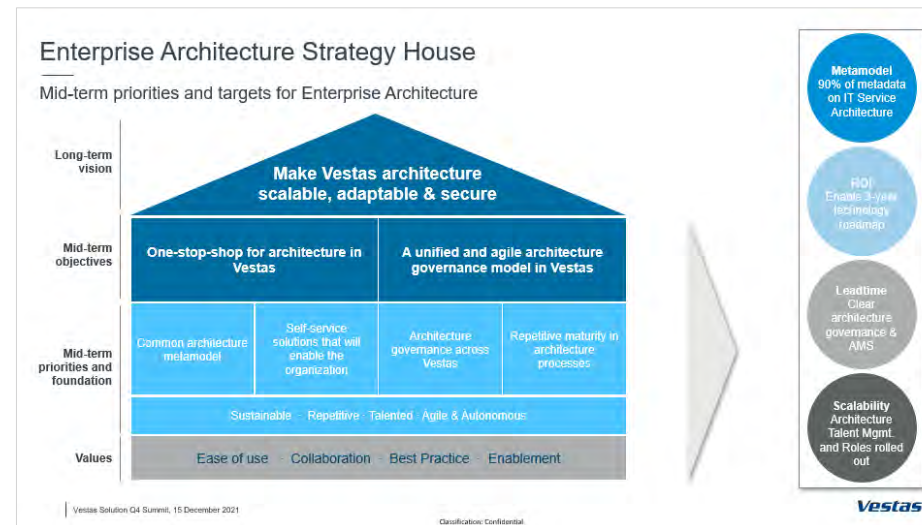 Enterprise Architecture Strategy House
Mid-term priorities and targets for Enterprise Architecture
Long-term
vision
Make Vestas architecture
scalable, adaptable & secure
Mid-term
objectives
One-stop-shop for architecture in
Vestas
A unified and agile architecture
governance model in Vestas
Mid-term
priorities and
foundation
Common architecture
metamodel
Self-service
solutions that will
enable the
organization
Architecture
governance across
Vestas
Repetitive maturity in
architecture
processes
Sustainable - Repetitive - Talented - Agile & Autonomous
Values
Ease of use - Collaboration - Best Practice - Enablement
Metamodel
90% of metadata
on IT Service
Architecture
ROI
Enable 3-year
technology
roadmap
Leadtime
Clear
architecture
governance &
AMS
Scalability
Architecture
Talent Mgmt.
and Roles rolled
out
Vestas Solution Q4 Summit, 15 December 2021
Classification: Confidential
Vestas